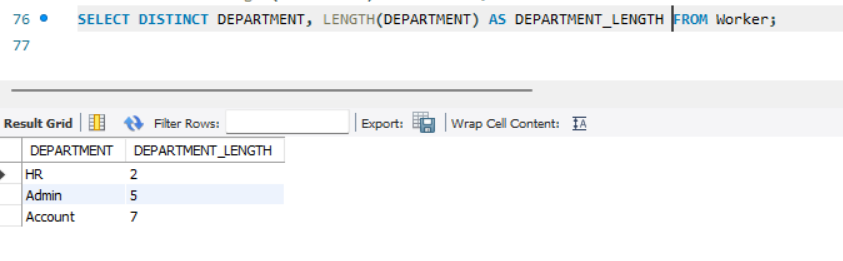 76 SELECT DISTINCT DEPARTMENT, LENGTH(DEPARTMENT) AS DEPARTMENT_LENGTH FROM Worker;
77
Result Grid Filter Rows: Export: Wrap Cell Content: IA
DEPARTMENT DEPARTMENT_LENGTH
HR 2
Admin 5
Account 7